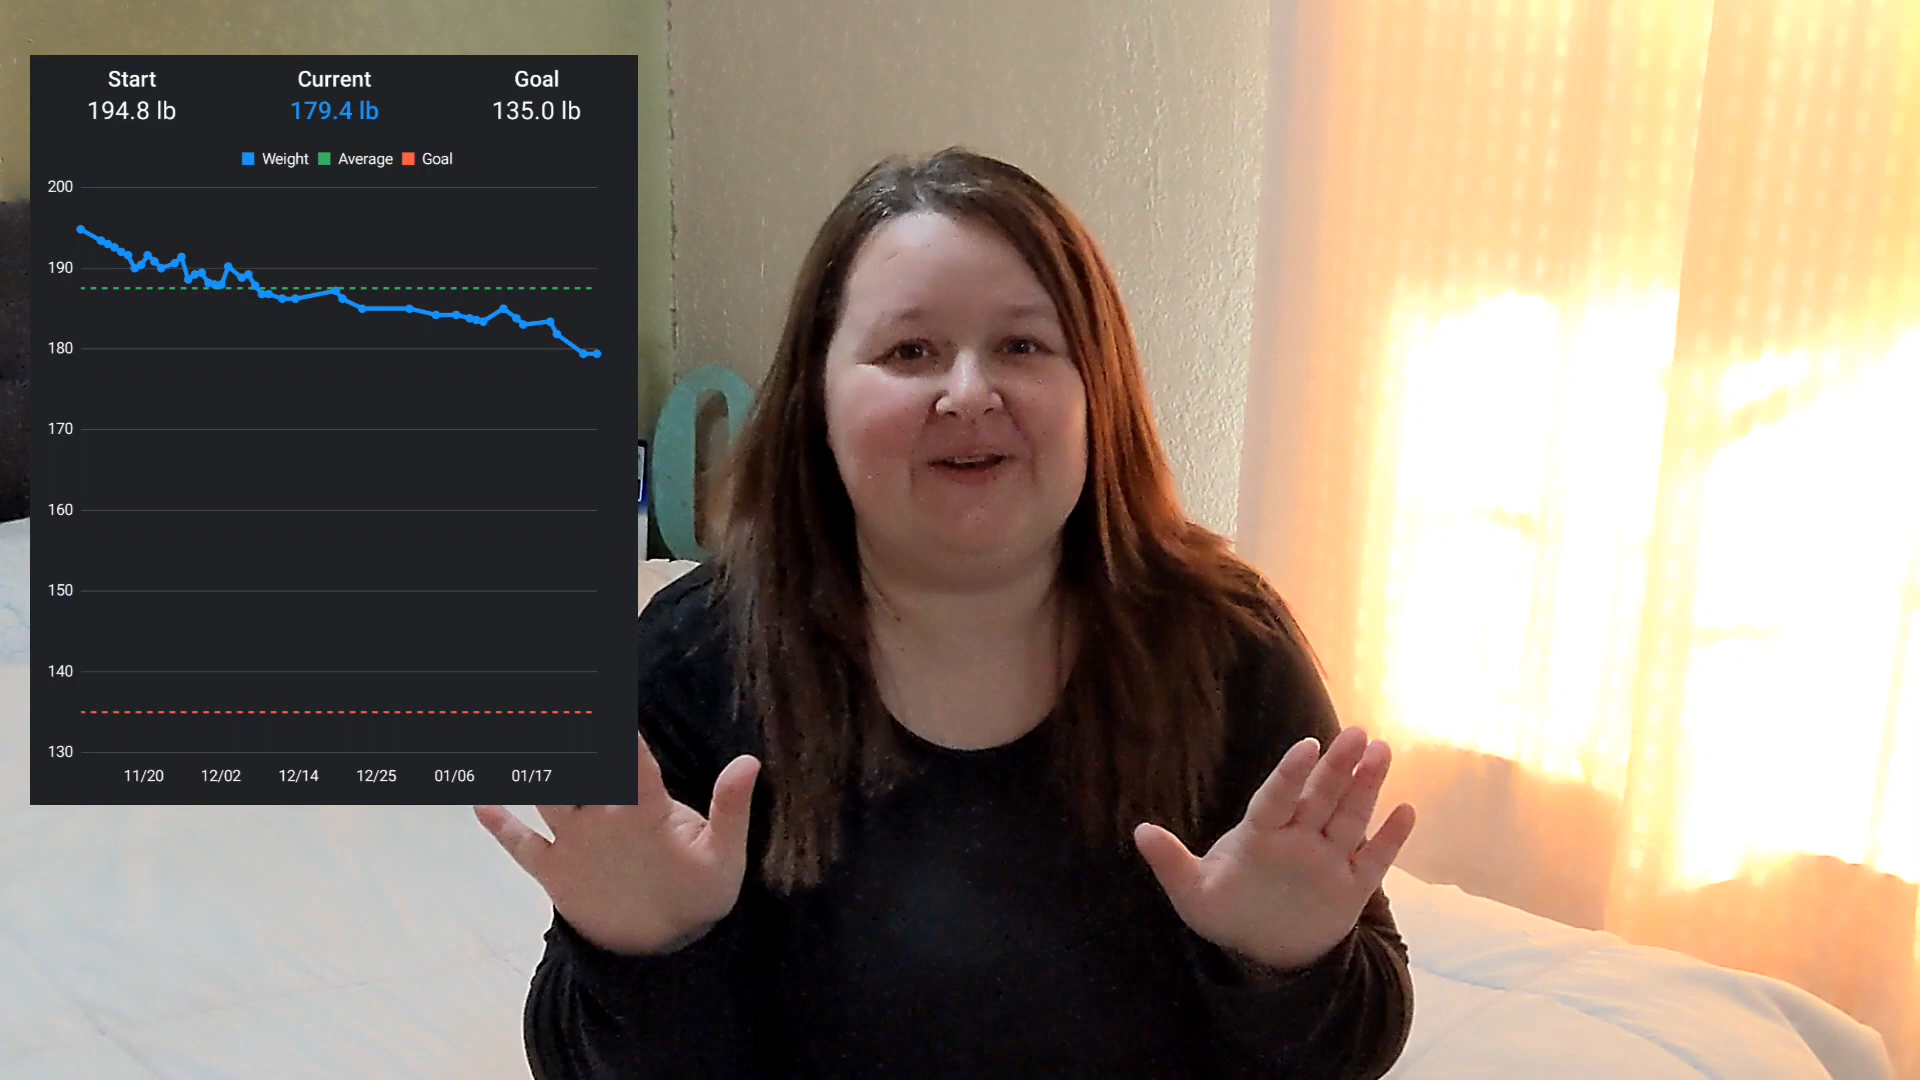 Start Current Goal
194.8 lb 179.4 lb 135.0 lb
Weight Average Goal
200
190
180
170
160
150
140
130
11/20 12/02 12/14 12/25 01/06 01/17